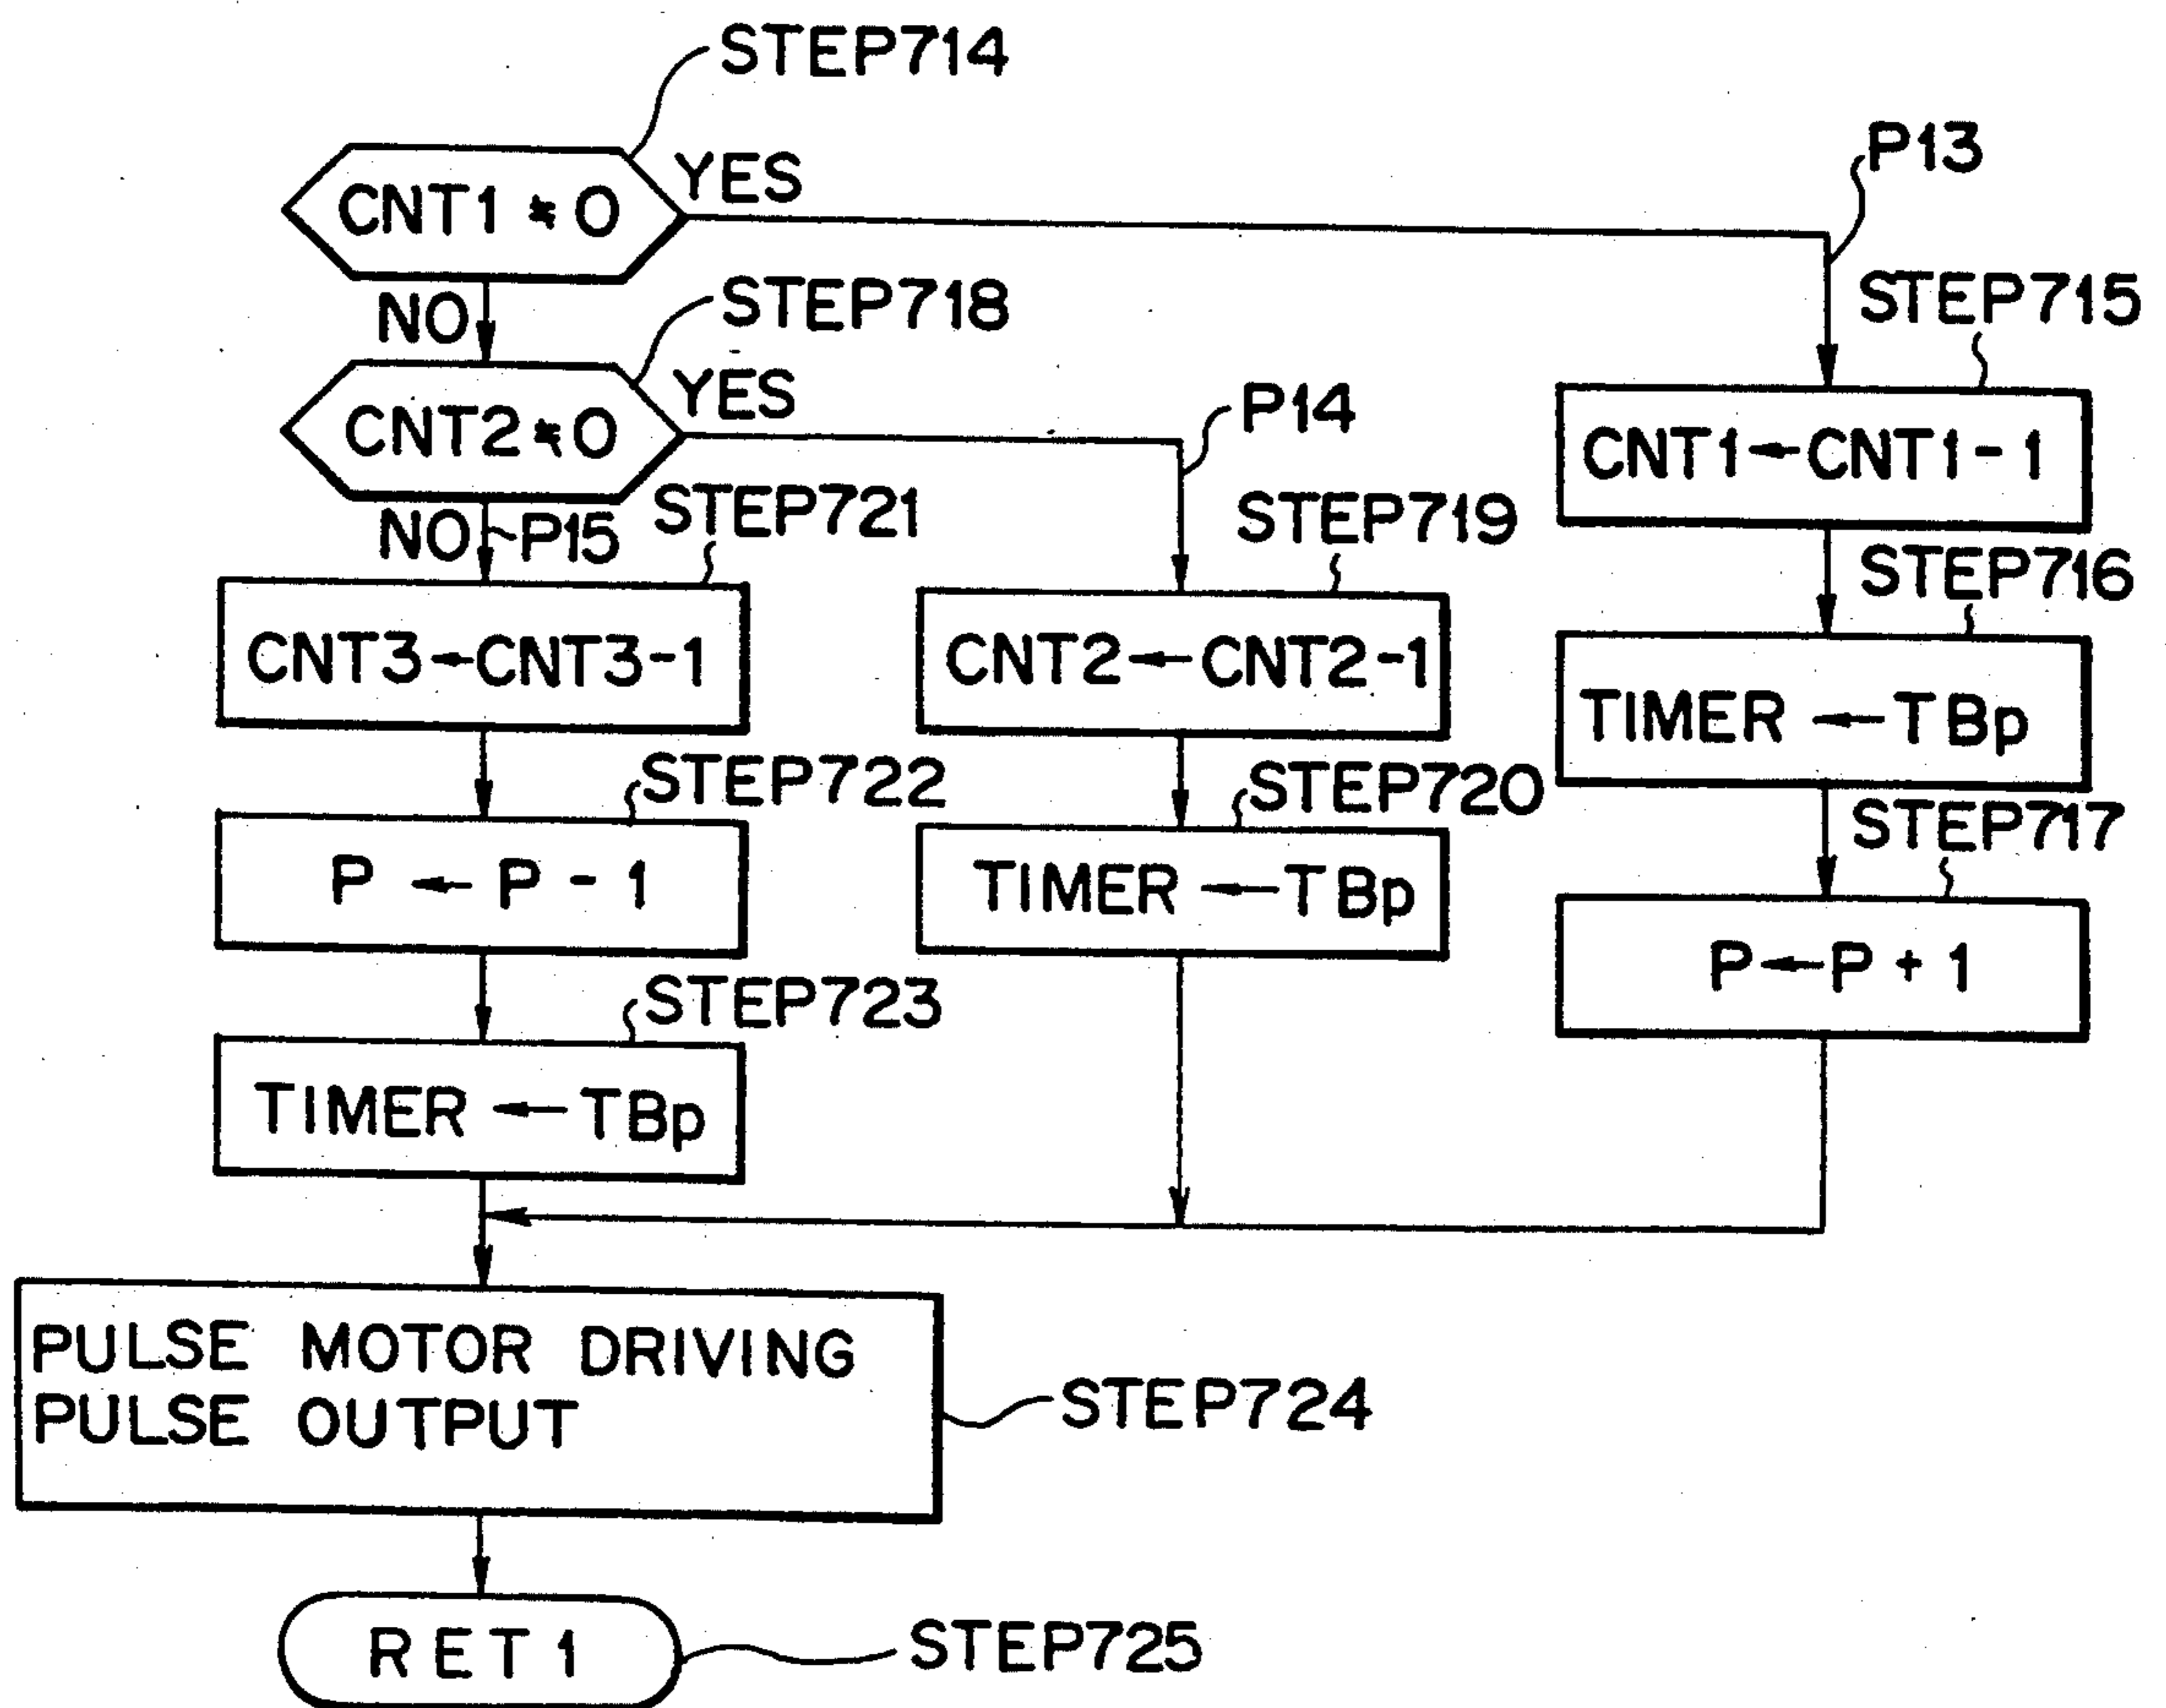 STEP714
CNT1 ≠ 0
YES
P13
NO
STEP718
STEP715
CNT2 ≠ 0
YES
P14
CNT1 ← CNT1 - 1
NO
P15
STEP721
STEP719
STEP716
CNT3 ← CNT3 - 1
CNT2 ← CNT2 - 1
TIMER ← TBp
STEP722
STEP720
STEP717
P ← P - 1
TIMER ← TBp
P ← P + 1
STEP723
TIMER ← TBp
PULSE MOTOR DRIVING
PULSE OUTPUT
STEP724
RET 1
STEP725